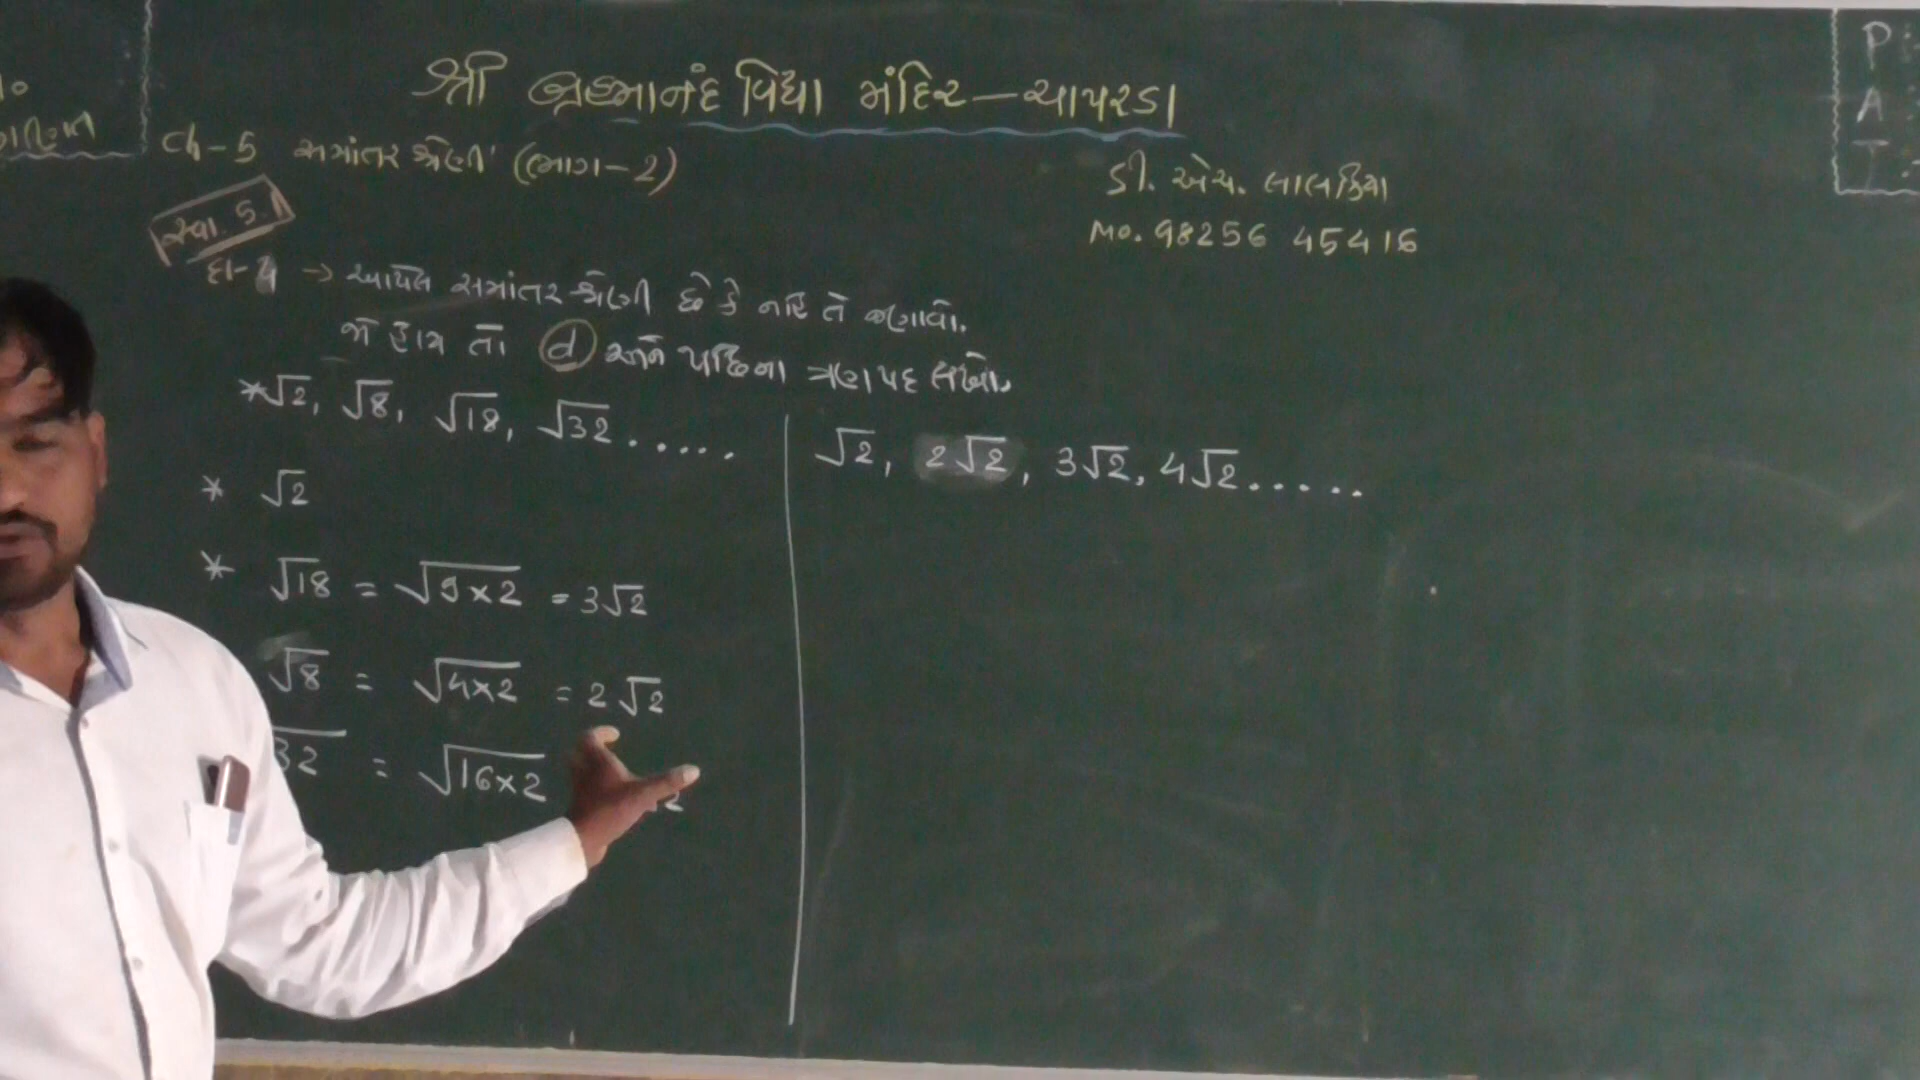 શ્રી બ્રહ્માનંદ વિદ્યા મંદિર – ચાપરડા
ch-5 સમાંતર શ્રેણી (ભાગ-2)
ડી. એચ. લાલકિયા
Mo. 98256 45416
P :
A :
T :
સ્વા. 5.1
દા-4 → આપેલ સમાંતર શ્રેણી છે કે નહિ તે જણાવો.
જો હોય તો d અને પછીના ત્રણ પદ લખો.
*√2, √8, √18, √32.....
√2, 2√2, 3√2, 4√2.....
* √2
* √18 = √9×2 = 3√2
√8 = √4×2 = 2√2
32 = √16×2 2